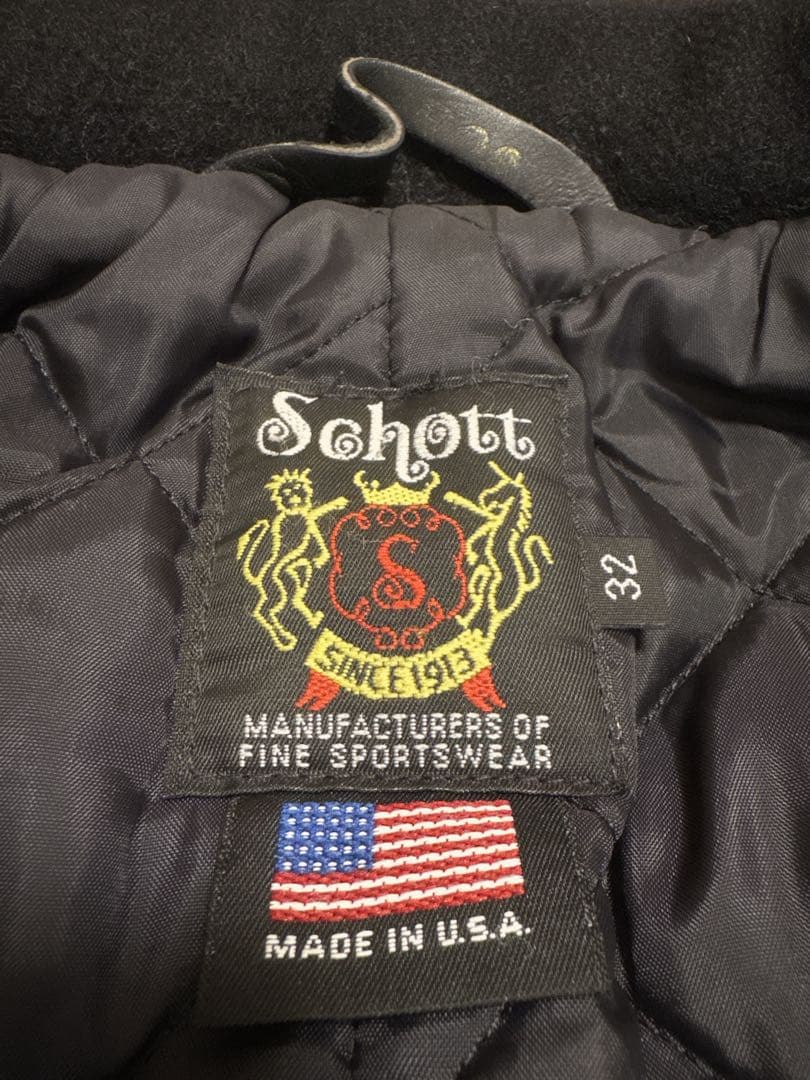 Schott
S
SINCE 1913
32
MANUFACTURERS OF
FINE SPORTSWEAR
MADE IN U.S.A.